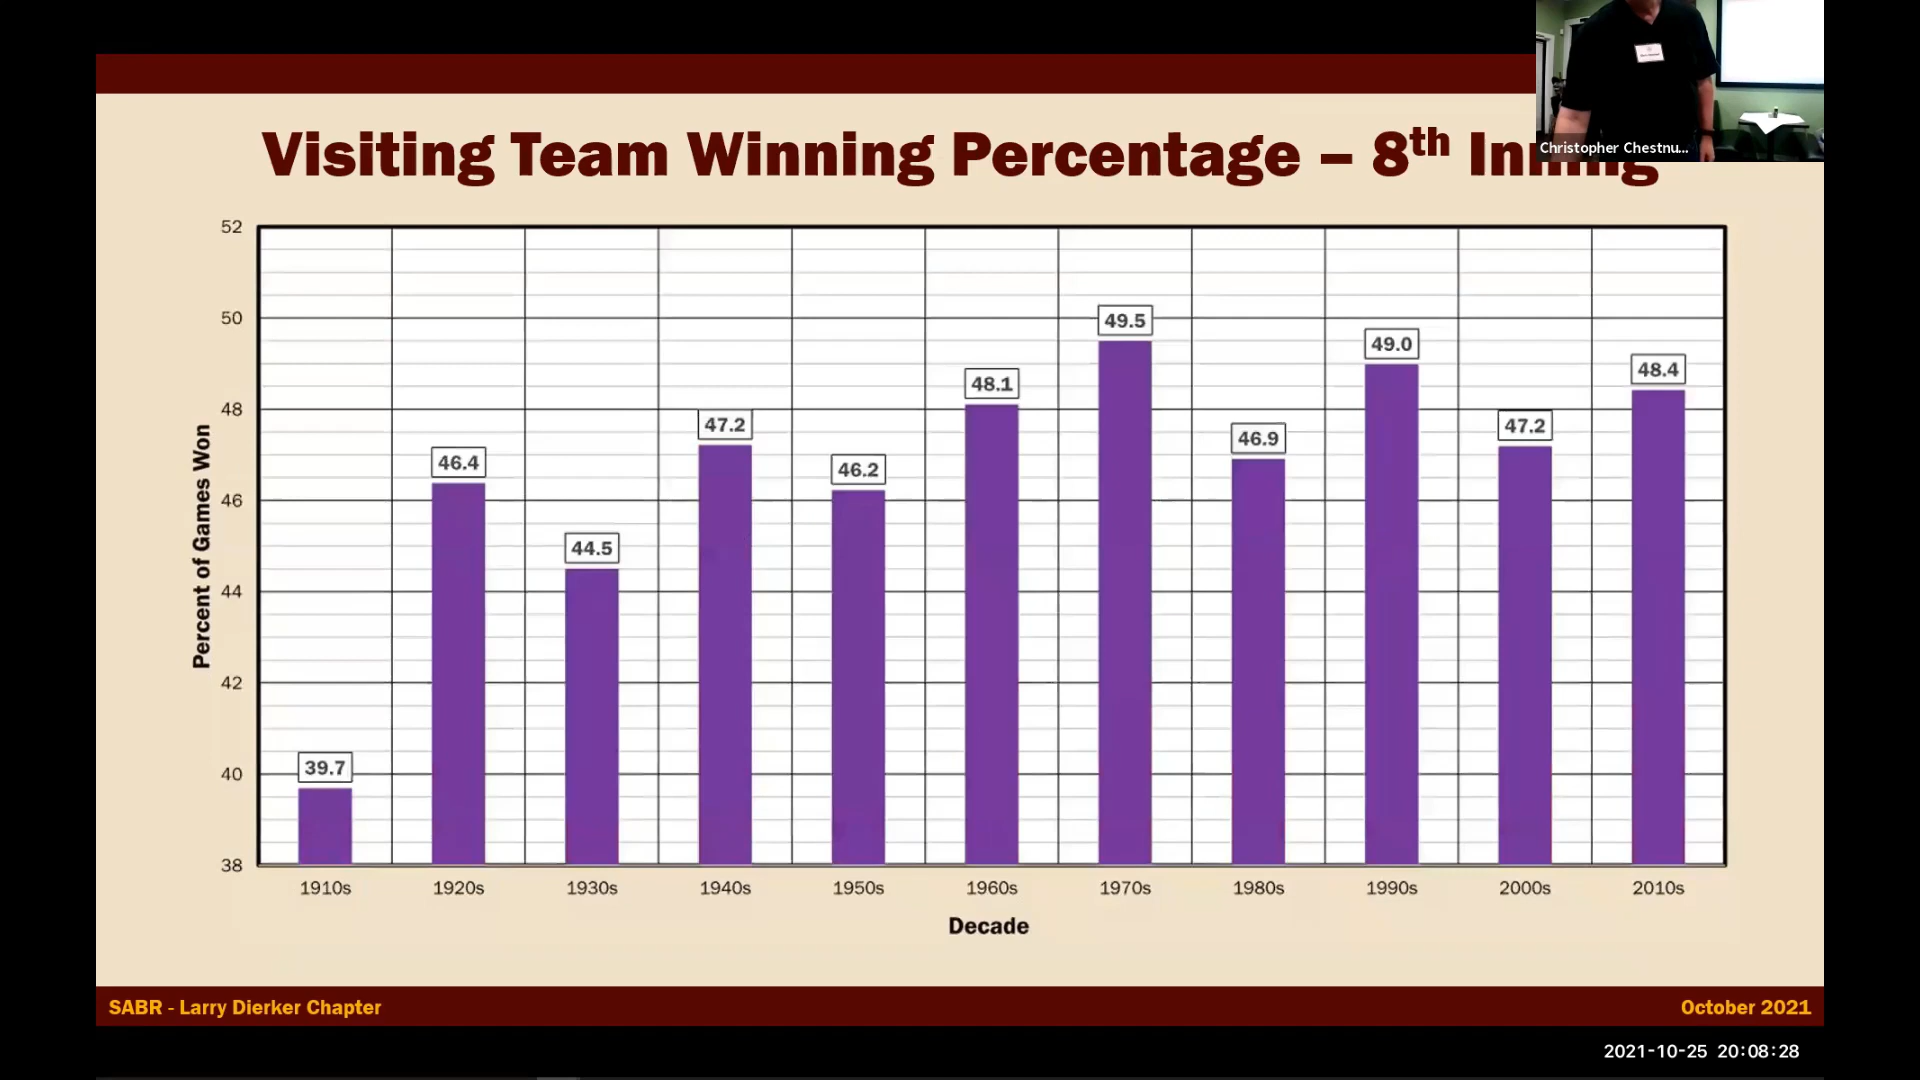 Visiting Team Winning Percentage – 8th Inning
Christopher Chestnu...
52
50
48
46
44
42
40
38
Percent of Games Won
39.7
46.4
44.5
47.2
46.2
48.1
49.5
46.9
49.0
47.2
48.4
1910s 1920s 1930s 1940s 1950s 1960s 1970s 1980s 1990s 2000s 2010s
Decade
SABR - Larry Dierker Chapter
October 2021
2021-10-25 20:08:28